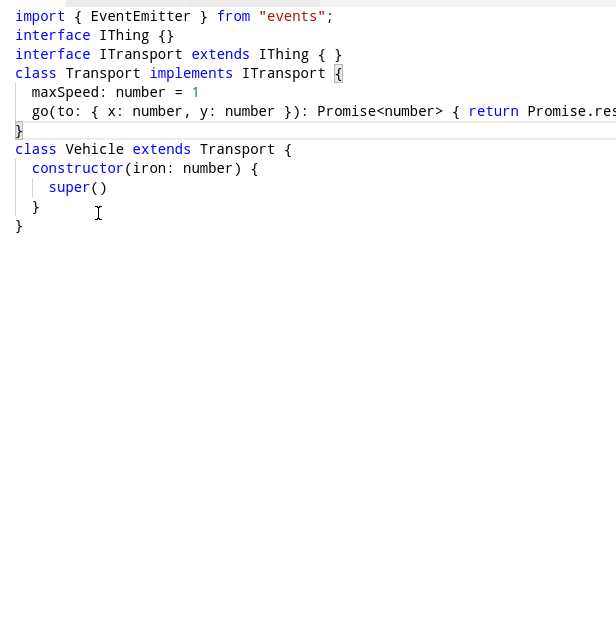 import { EventEmitter } from "events";
interface IThing {}
interface ITransport extends IThing { }
class Transport implements ITransport {
  maxSpeed: number = 1
  go(to: { x: number, y: number }): Promise<number> { return Promise.res
}
class Vehicle extends Transport {
  constructor(iron: number) {
    super()
  }
}